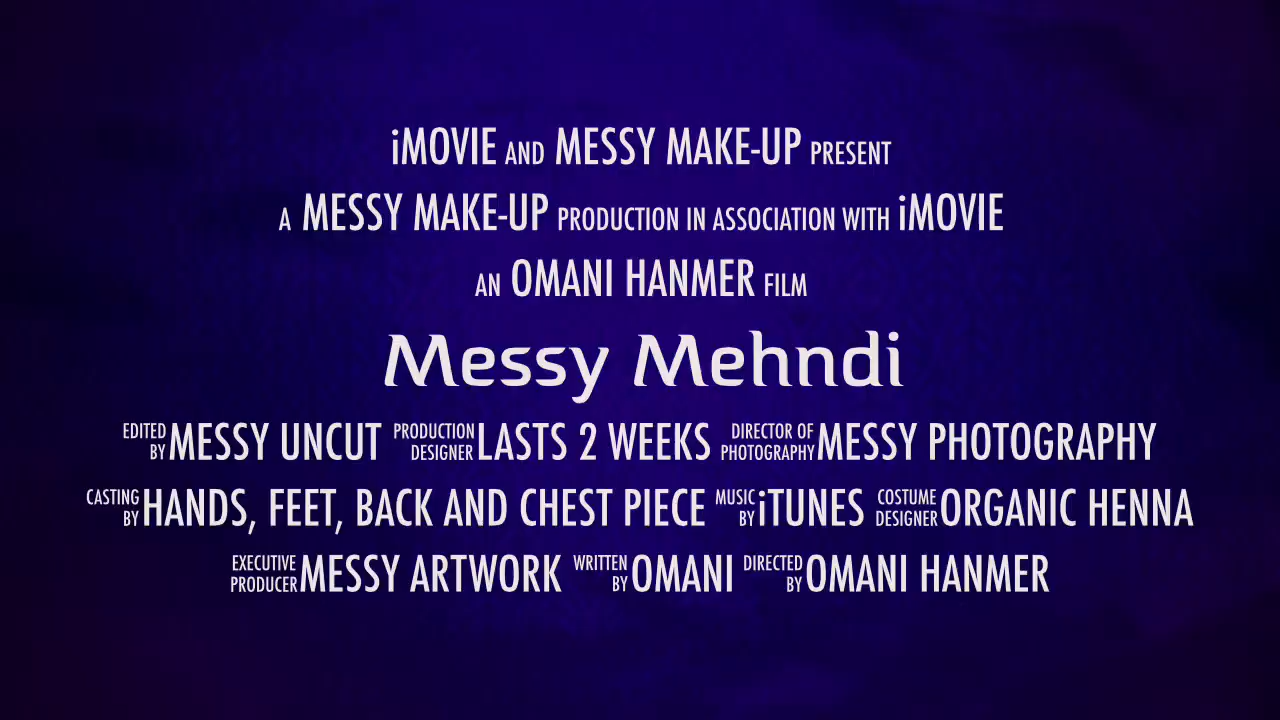 iMOVIE AND MESSY MAKE-UP PRESENT
A MESSY MAKE-UP PRODUCTION IN ASSOCIATION WITH iMOVIE
AN OMANI HANMER FILM
Messy Mehndi
EDITED BY MESSY UNCUT PRODUCTION DESIGNER LASTS 2 WEEKS DIRECTOR OF PHOTOGRAPHY MESSY PHOTOGRAPHY
CASTING BY HANDS, FEET, BACK AND CHEST PIECE MUSIC BY iTUNES COSTUME DESIGNER ORGANIC HENNA
EXECUTIVE PRODUCER MESSY ARTWORK WRITTEN BY OMANI DIRECTED BY OMANI HANMER